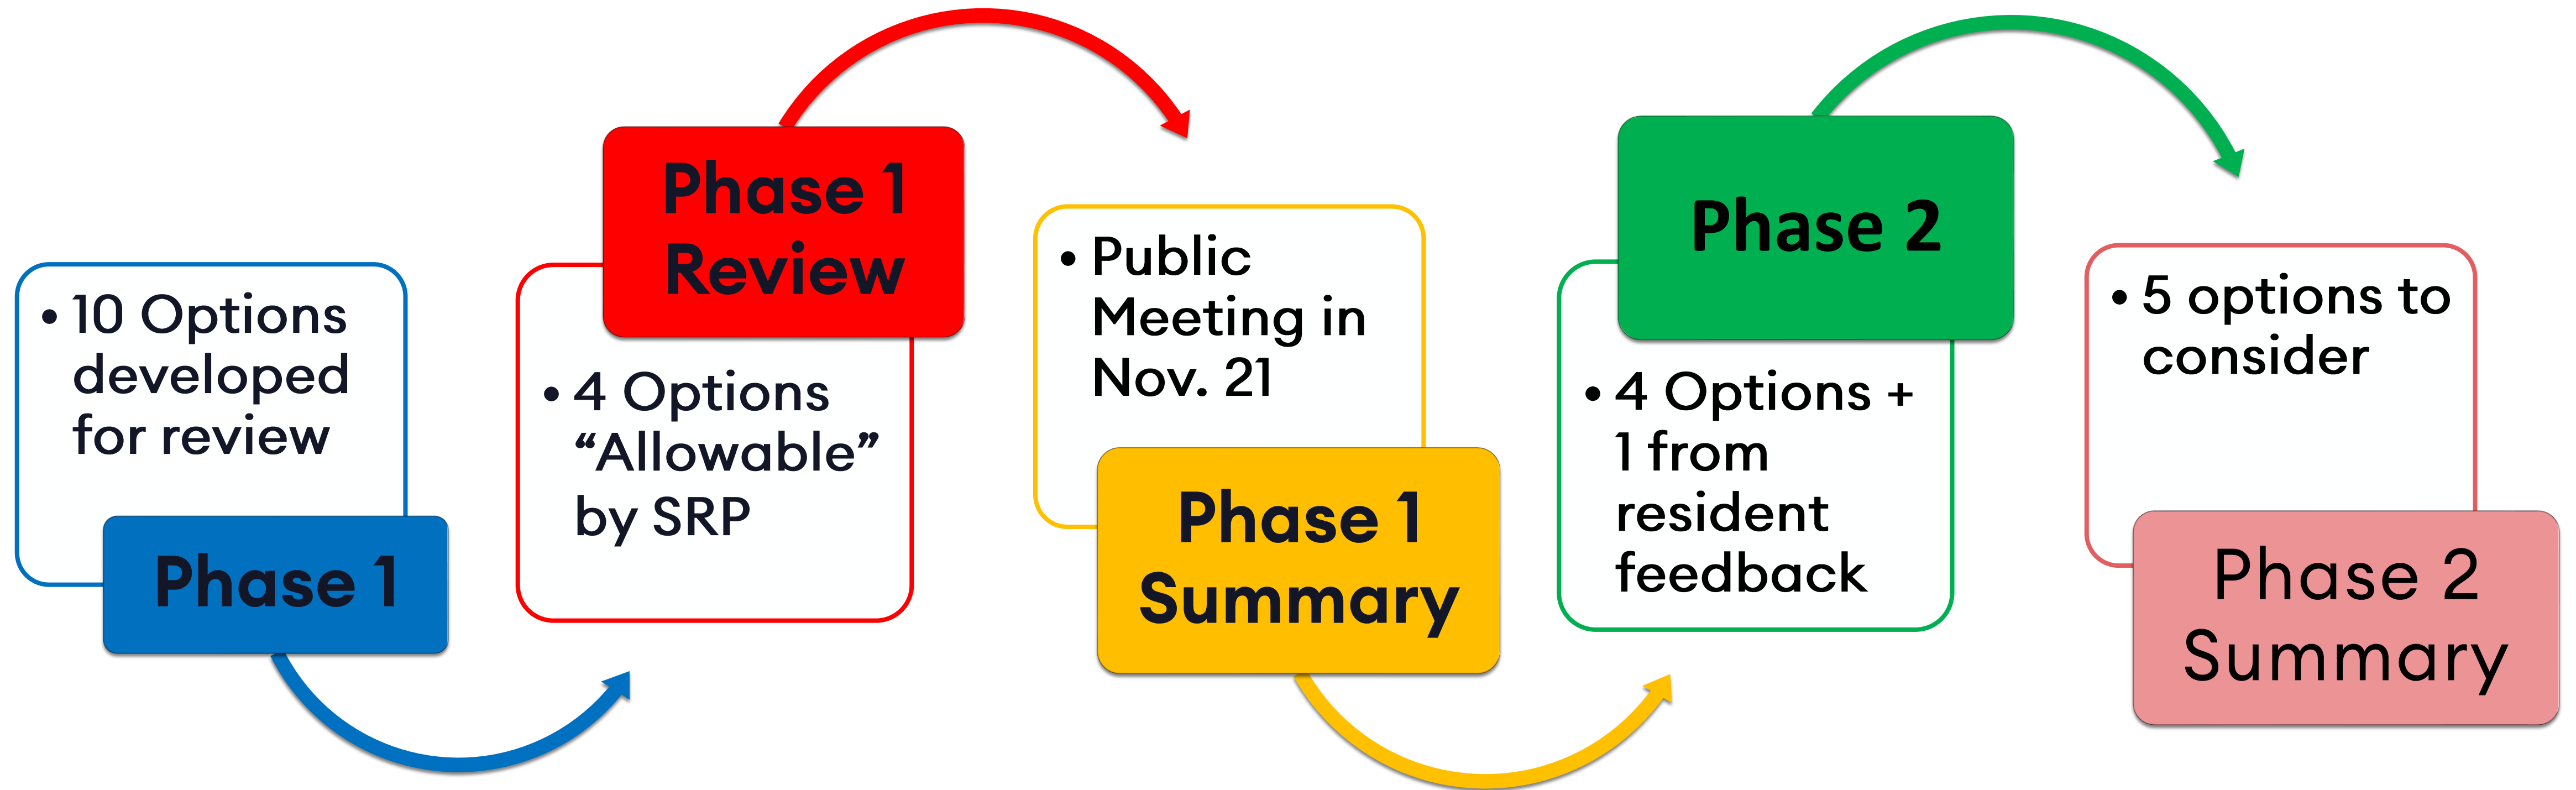 • 10 Options
developed
for review
Phase 1
Phase 1
Review
• 4 Options
“Allowable”
by SRP
• Public
Meeting in
Nov. 21
Phase 1
Summary
Phase 2
• 4 Options +
1 from
resident
feedback
• 5 options to
consider
Phase 2
Summary